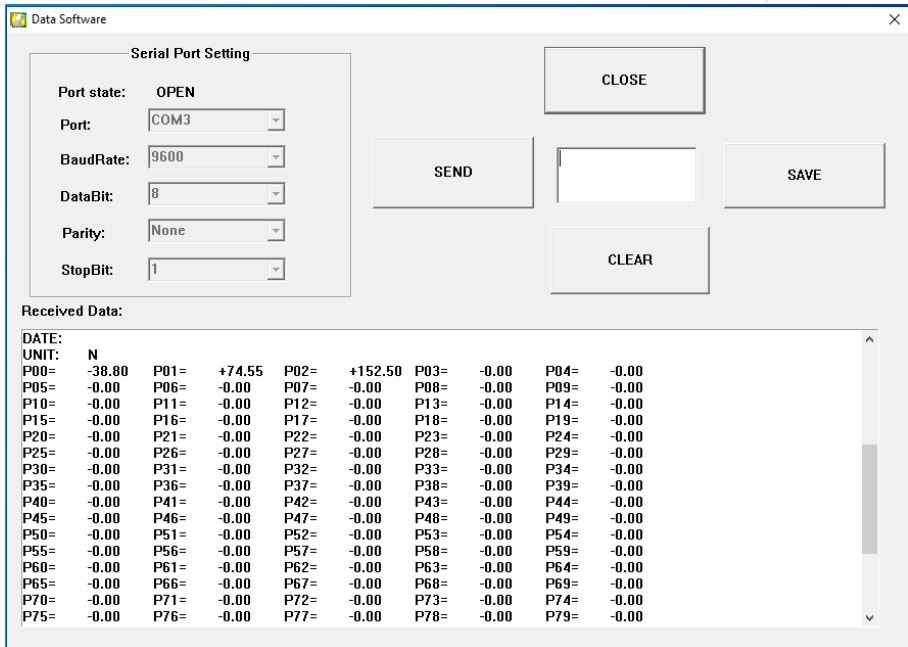 Data Software
Serial Port Setting
Port state: OPEN
Port: COM3
BaudRate: 9600
DataBit: 8
Parity: None
StopBit: 1
CLOSE
SEND
SAVE
CLEAR
Received Data:
DATE:
UNIT: N
P00= -38.80 P01= +74.55 P02= +152.50 P03= -0.00 P04= -0.00
P05= -0.00 P06= -0.00 P07= -0.00 P08= -0.00 P09= -0.00
P10= -0.00 P11= -0.00 P12= -0.00 P13= -0.00 P14= -0.00
P15= -0.00 P16= -0.00 P17= -0.00 P18= -0.00 P19= -0.00
P20= -0.00 P21= -0.00 P22= -0.00 P23= -0.00 P24= -0.00
P25= -0.00 P26= -0.00 P27= -0.00 P28= -0.00 P29= -0.00
P30= -0.00 P31= -0.00 P32= -0.00 P33= -0.00 P34= -0.00
P35= -0.00 P36= -0.00 P37= -0.00 P38= -0.00 P39= -0.00
P40= -0.00 P41= -0.00 P42= -0.00 P43= -0.00 P44= -0.00
P45= -0.00 P46= -0.00 P47= -0.00 P48= -0.00 P49= -0.00
P50= -0.00 P51= -0.00 P52= -0.00 P53= -0.00 P54= -0.00
P55= -0.00 P56= -0.00 P57= -0.00 P58= -0.00 P59= -0.00
P60= -0.00 P61= -0.00 P62= -0.00 P63= -0.00 P64= -0.00
P65= -0.00 P66= -0.00 P67= -0.00 P68= -0.00 P69= -0.00
P70= -0.00 P71= -0.00 P72= -0.00 P73= -0.00 P74= -0.00
P75= -0.00 P76= -0.00 P77= -0.00 P78= -0.00 P79= -0.00